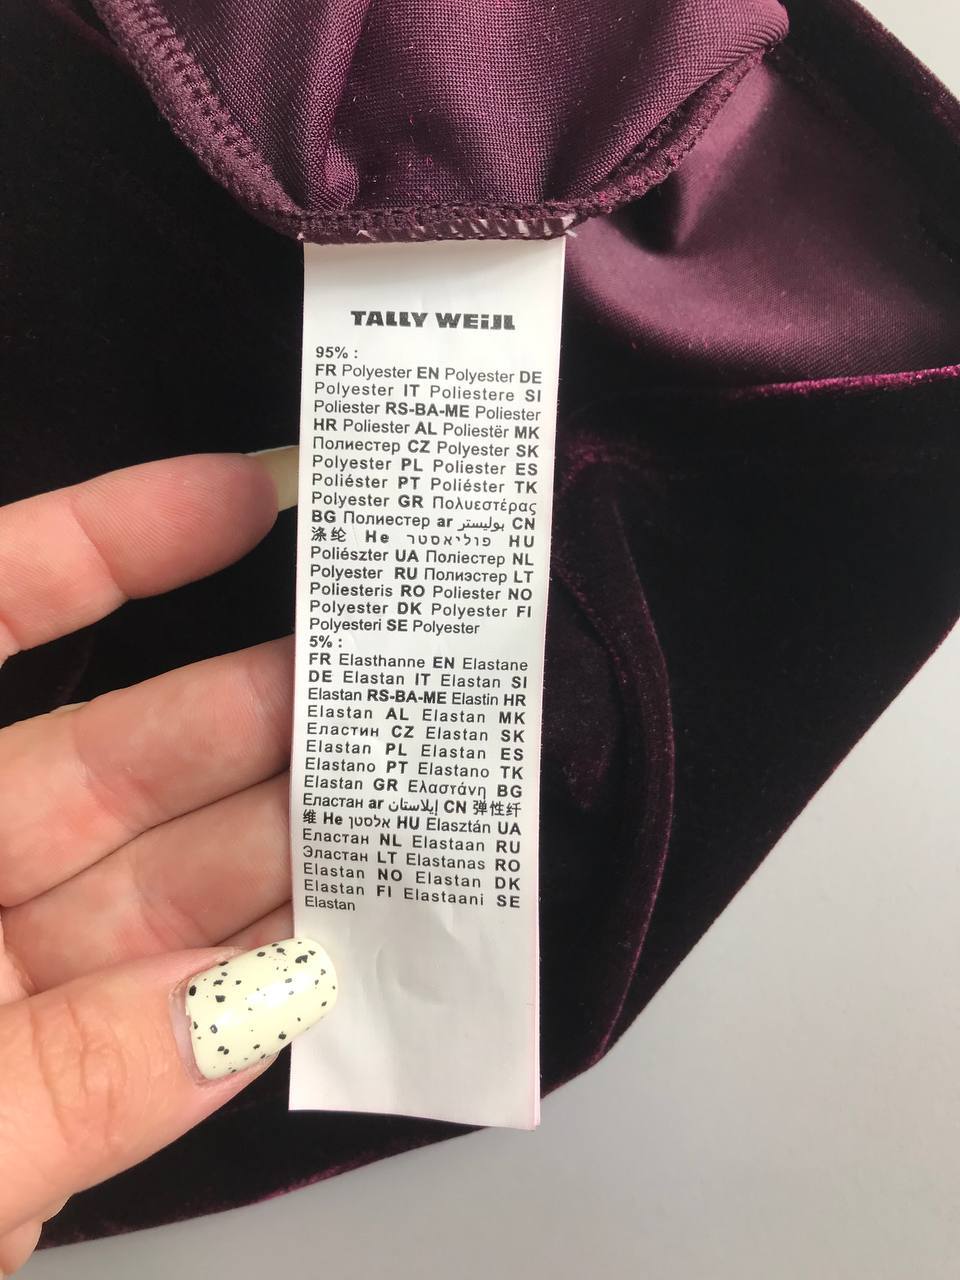 TALLY WEiJL
95% :
FR Polyester EN Polyester DE
Polyester IT Poliestere SI
Poliester RS-BA-ME Poliester
HR Poliester AL Poliestër MK
Полиестер CZ Polyester SK
Polyester PL Poliester ES
Poliéster PT Poliéster TK
Polyester GR Πολυεστέρας
BG Полиестер ar بوليستر CN
涤纶 He פוליאסטר HU
Poliészter UA Поліестер NL
Polyester RU Полиэстер LT
Poliesteris RO Poliester NO
Polyester DK Polyester FI
Polyesteri SE Polyester
5% :
FR Elasthanne EN Elastane
DE Elastan IT Elastan SI
Elastan RS-BA-ME Elastin HR
Elastan AL Elastan MK
Еластин CZ Elastan SK
Elastan PL Elastan ES
Elastano PT Elastano TK
Elastan GR Ελαστάνη BG
Еластан ar إيلاستان CN 弹性纤
维 He אלסטן HU Elasztán UA
Еластан NL Elastaan RU
Эластан LT Elastanas RO
Elastan NO Elastan DK
Elastan FI Elastaani SE
Elastan